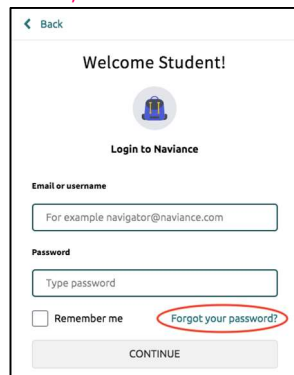 Back
Welcome Student!
Login to Naviance
Email or username
For example navigator@naviance.com
Password
Type password
Remember me Forgot your password?
CONTINUE